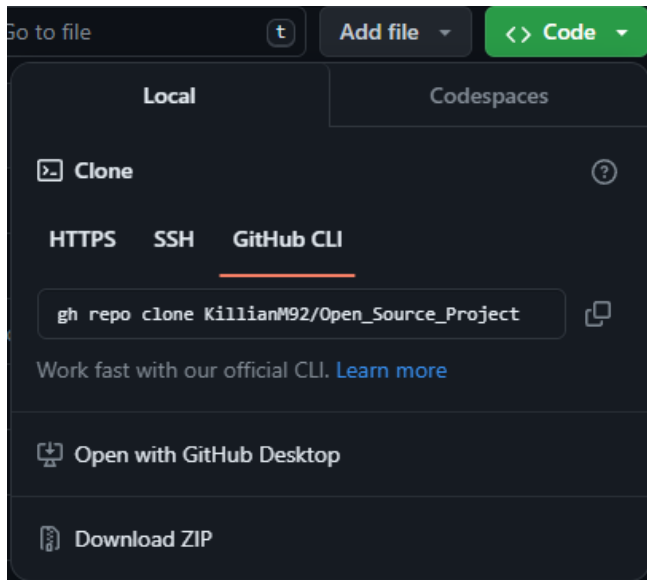 Go to file
t
Add file
Code
Local
Codespaces
Clone
HTTPS
SSH
GitHub CLI
gh repo clone KillianM92/Open_Source_Project
Work fast with our official CLI. Learn more
Open with GitHub Desktop
Download ZIP